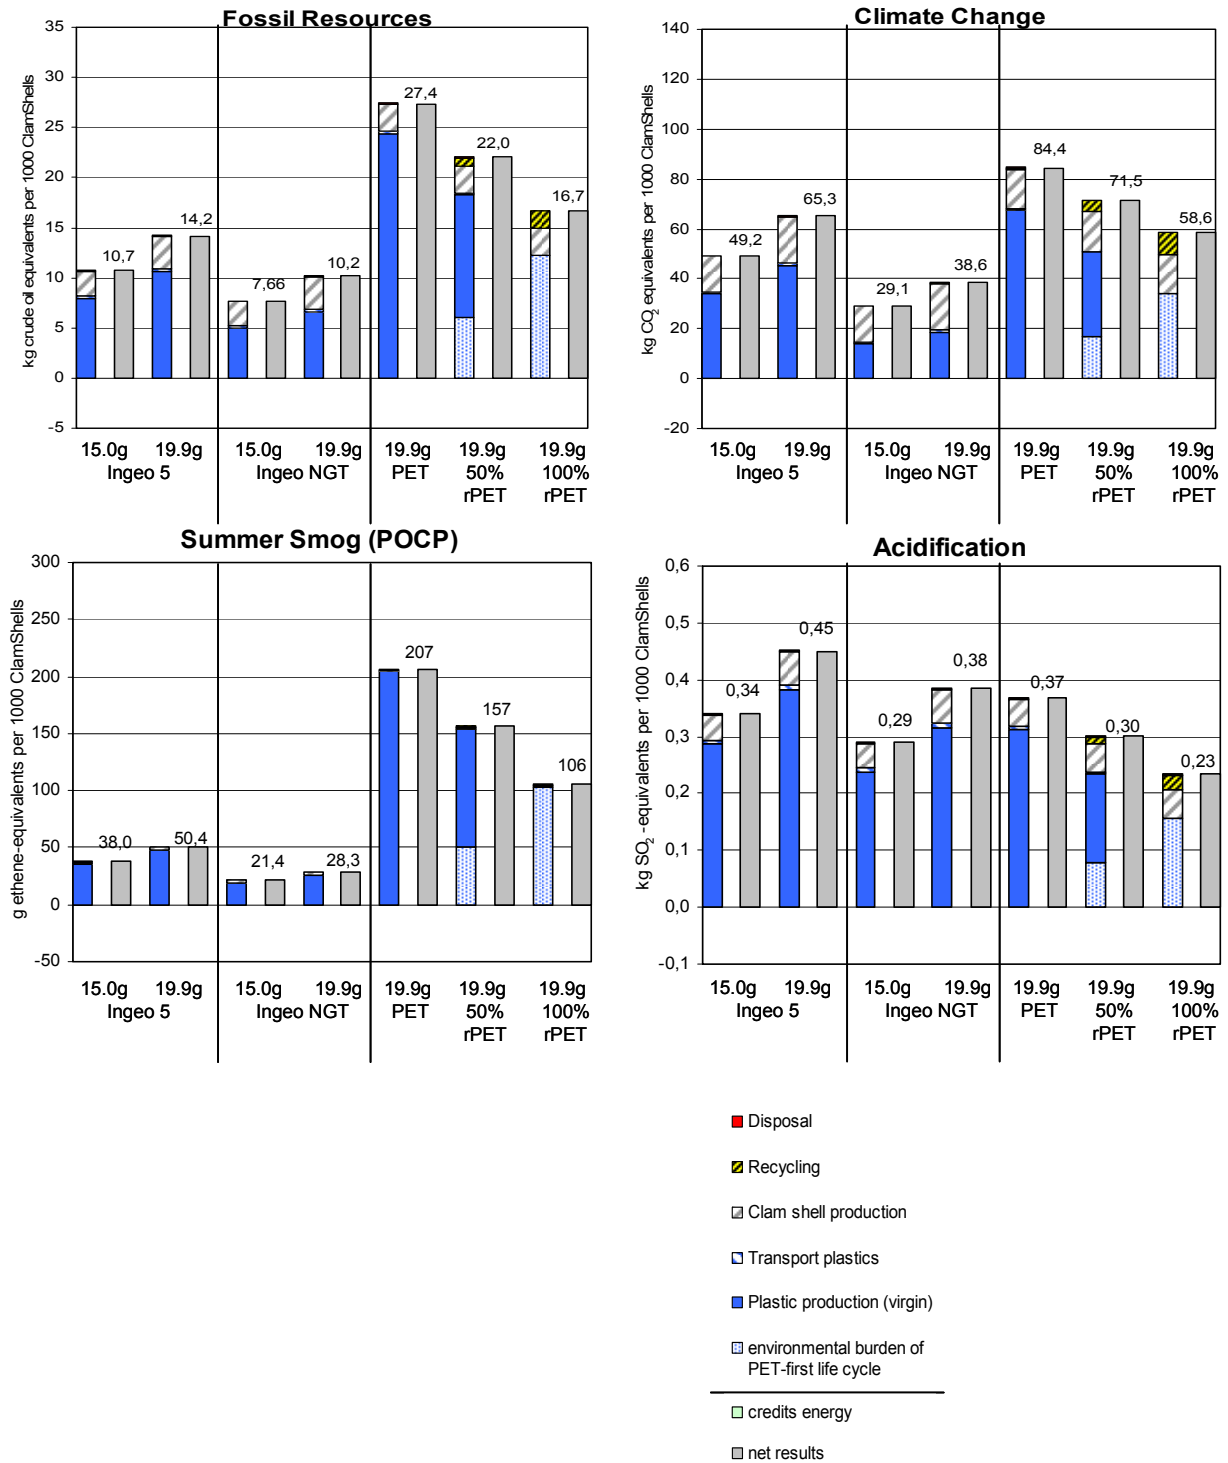 Fossil Resources
kg crude oil equivalents per 1000 ClamShells
35
30
25
20
15
10
5
0
-5
10,7
14,2
7,66
10,2
27,4
22,0
16,7
15.0g 19.9g 15.0g 19.9g 19.9g 19.9g 19.9g
Ingeo 5 Ingeo NGT PET 50% 100%
rPET rPET
Climate Change
kg CO2 equivalents per 1000 ClamShells
140
120
100
80
60
40
20
0
-20
49,2
65,3
29,1
38,6
84,4
71,5
58,6
15.0g 19.9g 15.0g 19.9g 19.9g 19.9g 19.9g
Ingeo 5 Ingeo NGT PET 50% 100%
rPET rPET
Summer Smog (POCP)
g ethene-equivalents per 1000 ClamShells
300
250
200
150
100
50
0
-50
38,0
50,4
21,4
28,3
207
157
106
15.0g 19.9g 15.0g 19.9g 19.9g 19.9g 19.9g
Ingeo 5 Ingeo NGT PET 50% 100%
rPET rPET
Acidification
kg SO2 -equivalents per 1000 ClamShells
0,6
0,5
0,4
0,3
0,2
0,1
0,0
-0,1
0,34
0,45
0,29
0,38
0,37
0,30
0,23
15.0g 19.9g 15.0g 19.9g 19.9g 19.9g 19.9g
Ingeo 5 Ingeo NGT PET 50% 100%
rPET rPET
Disposal
Recycling
Clam shell production
Transport plastics
Plastic production (virgin)
environmental burden of
PET-first life cycle
credits energy
net results